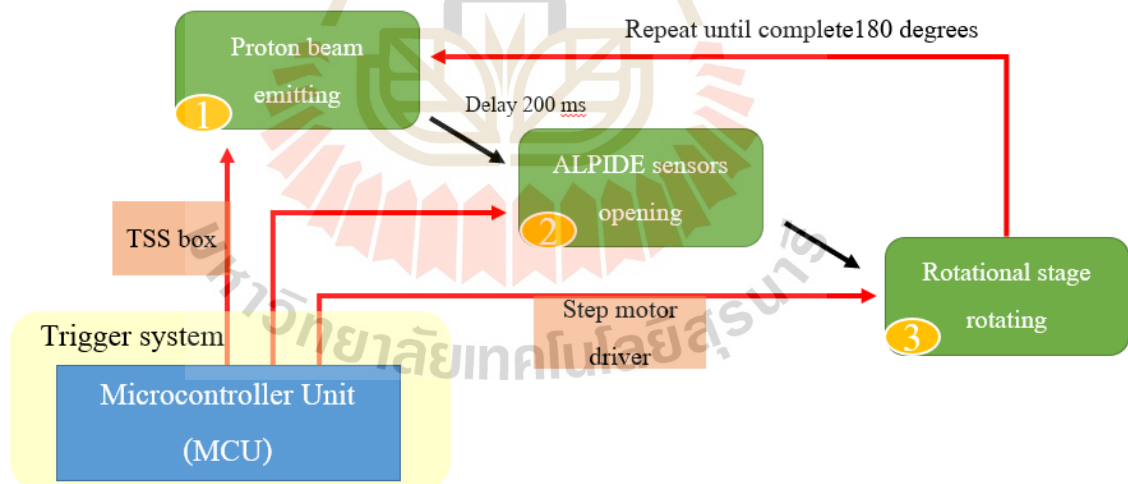 Repeat until complete180 degrees
Proton beam
emitting
1
Delay 200 ms
ALPIDE sensors
opening
2
TSS box
Rotational stage
rotating
3
Step motor
driver
Trigger system
Microcontroller Unit
(MCU)
มหาวิทยาลัยเทคโนโลยีสุรนารี